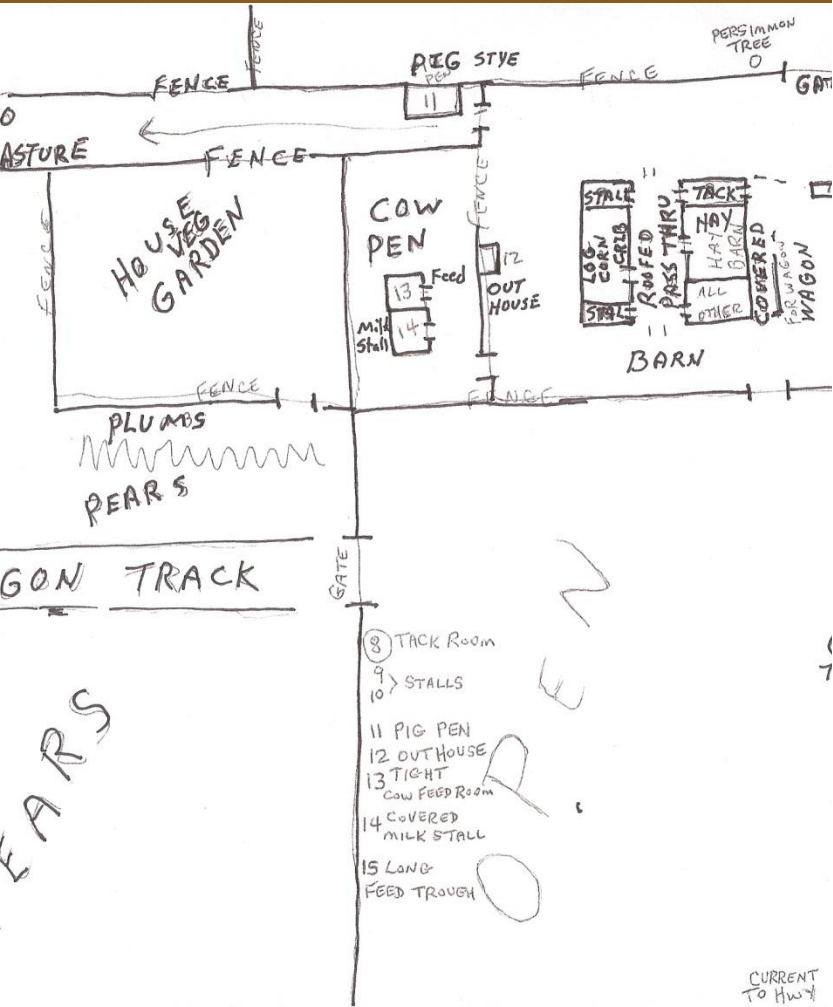 FENCE
PERSIMMON
TREE
PIG STYE
PEN
FENCE
FENCE
GAT
11
ASTURE
FENCE
FENCE
HOUSE
VEG
GARDEN
FENCE
COW
PEN
FENCE
13 Feed
Milk
Stall
14
12
OUT
HOUSE
STALL
LOG
CORN
CRIB
STAL
ROOFED
PASS THRU
TACK
HAY
HAY
BARN
ALL
OTHER
COVERED
FOR WAGON
WAGON
BARN
FENCE
FENCE
PLUMBS
PEARS
GON TRACK
GATE
EARS
OPEN
8 TACK ROOM
9
10 > STALLS
11 PIG PEN
12 OUTHOUSE
13 TIGHT
COW FEED ROOM
14 COVERED
MILK STALL
15 LONG
FEED TROUGH
CURRENT
TO HWY